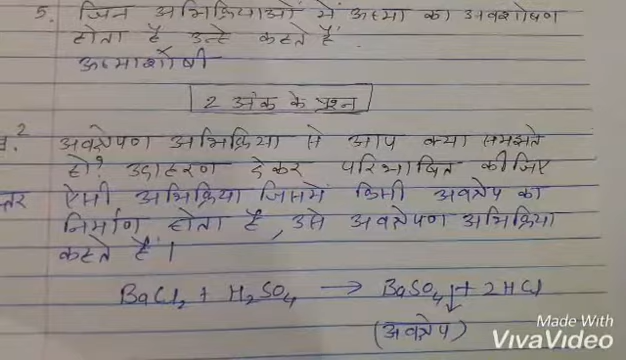 5. जिन अभिक्रियाओं में ऊष्मा का अवशोषण
होता है उन्हे कहते हैं
ऊष्माशोषी
2 अंक के प्रश्न
2 अवक्षेपण अभिक्रिया से आप क्या समझते
हो? उदाहरण देकर परिभाषित कीजिए
त्तर ऐसी अभिक्रिया जिसमें किसी अवक्षेप का
निर्माण होता है, उसे अवक्षेपण अभिक्रिया
कहते हैं।
BaCl₂ + H₂SO₄ → BaSO₄↓ + 2HCl
(अवक्षेप)
Made With
VivaVideo